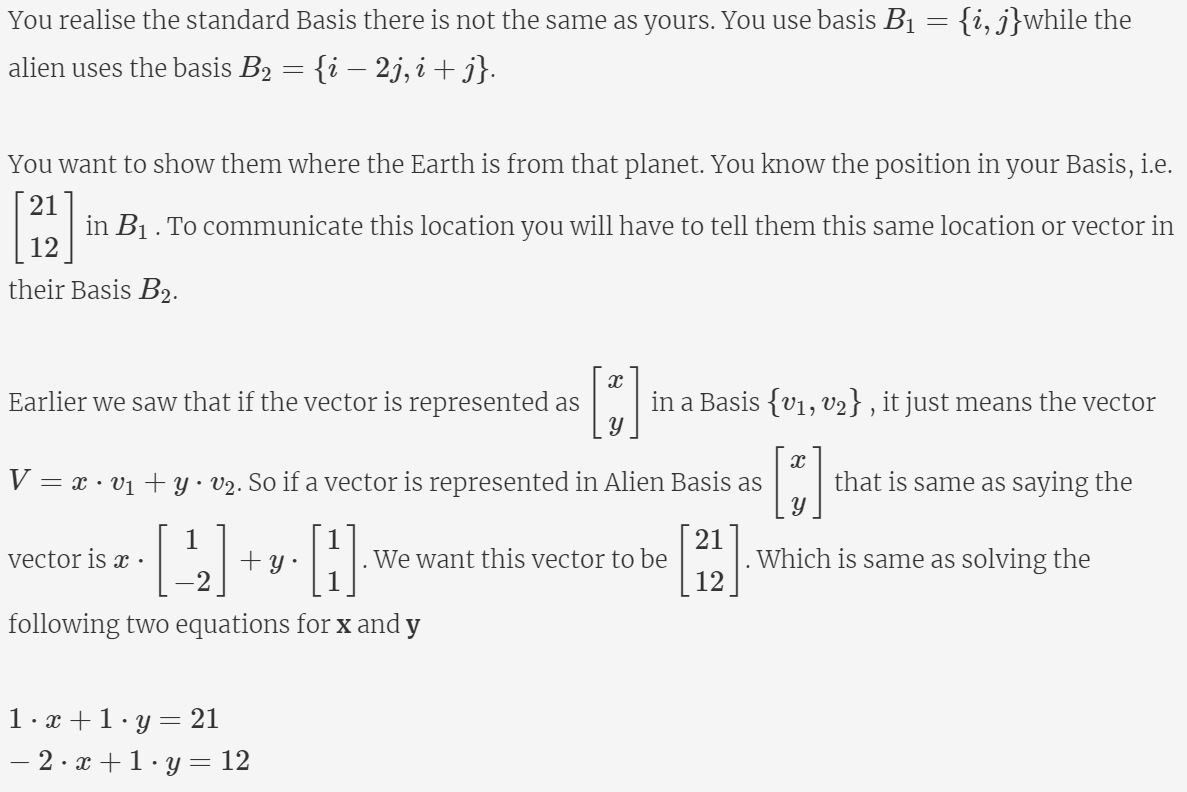 You realise the standard Basis there is not the same as yours. You use basis $B_1 = \{i, j\}$while the
alien uses the basis $B_2 = \{i - 2j, i + j\}$.
You want to show them where the Earth is from that planet. You know the position in your Basis, i.e.
$\begin{bmatrix} 21 \\ 12 \end{bmatrix}$ in $B_1$ . To communicate this location you will have to tell them this same location or vector in
their Basis $B_2$.
Earlier we saw that if the vector is represented as $\begin{bmatrix} x \\ y \end{bmatrix}$ in a Basis $\{v_1, v_2\}$ , it just means the vector
$V = x \cdot v_1 + y \cdot v_2$. So if a vector is represented in Alien Basis as $\begin{bmatrix} x \\ y \end{bmatrix}$ that is same as saying the
vector is $x \cdot \begin{bmatrix} 1 \\ -2 \end{bmatrix} + y \cdot \begin{bmatrix} 1 \\ 1 \end{bmatrix}$. We want this vector to be $\begin{bmatrix} 21 \\ 12 \end{bmatrix}$. Which is same as solving the
following two equations for x and y
$1 \cdot x + 1 \cdot y = 21$
$-2 \cdot x + 1 \cdot y = 12$